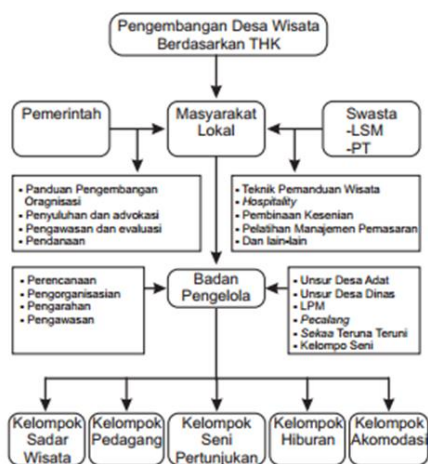 Pengembangan Desa Wisata
Berdasarkan THK
Pemerintah
Masyarakat
Lokal
Swasta
-LSM
-PT
• Panduan Pengembangan
Oragnisasi
• Penyuluhan dan advokasi
• Pengawasan dan evaluasi
• Pendanaan
• Teknik Pemanduan Wisata
• Hospitality
• Pembinaan Kesenian
• Pelatihan Manajemen Pemasaran
• Dan lain-lain
• Perencanaan
• Pengorganisasian
• Pengarahan
• Pengawasan
Badan
Pengelola
• Unsur Desa Adat
• Unsur Desa Dinas
• LPM
• Pecalang
• Sekaa Teruna Teruni
• Kelompo Seni
Kelompok
Sadar
Wisata
Kelompok
Pedagang
Kelompok
Seni
Pertunjukan
Kelompok
Hiburan
Kelompok
Akomodasi